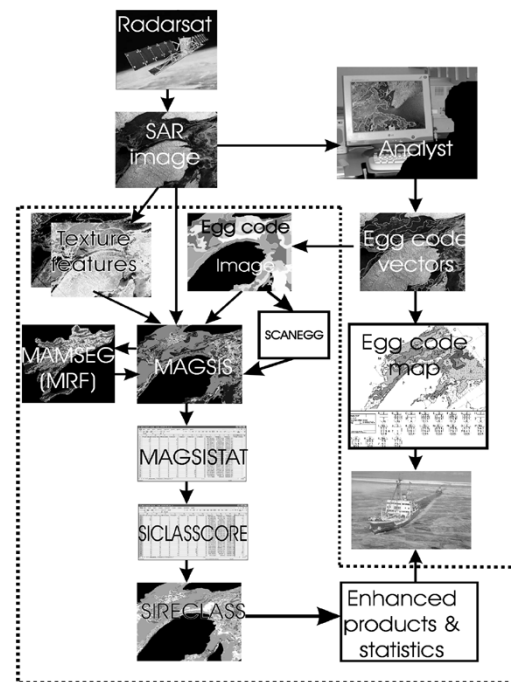 Radarsat
SAR
image
Analyst
Texture
features
Egg code
Image
Egg code
vectors
SCANEGG
MAMSEG
(MRF)
MAGSIS
Egg code
map
MAGSISTAT
SICLASSCORE
SIRECLASS
Enhanced
products &
statistics